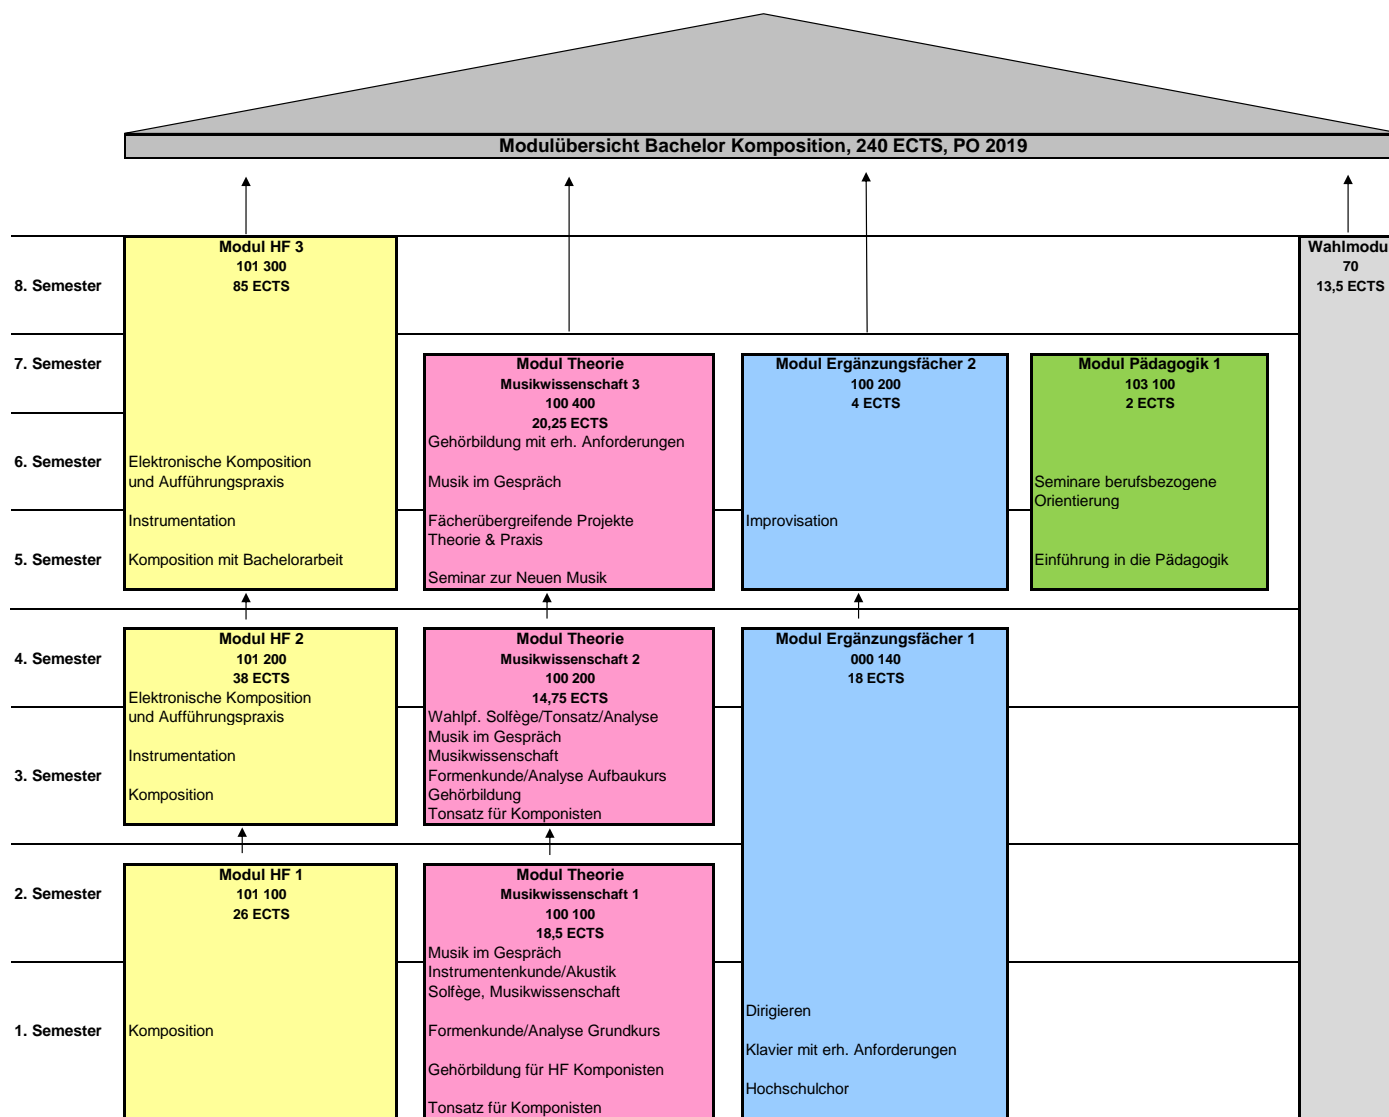 Modulübersicht Bachelor Komposition, 240 ECTS, PO 2019
8. Semester
7. Semester
6. Semester
5. Semester
4. Semester
3. Semester
2. Semester
1. Semester
Modul HF 3
101 300
85 ECTS
Elektronische Komposition
und Aufführungspraxis
Instrumentation
Komposition mit Bachelorarbeit
Modul Theorie
Musikwissenschaft 3
100 400
20,25 ECTS
Gehörbildung mit erh. Anforderungen
Musik im Gespräch
Fächerübergreifende Projekte
Theorie & Praxis
Seminar zur Neuen Musik
Modul Ergänzungsfächer 2
100 200
4 ECTS
Improvisation
Modul Pädagogik 1
103 100
2 ECTS
Seminare berufsbezogene
Orientierung
Einführung in die Pädagogik
Wahlmodu
70
13,5 ECTS
Modul HF 2
101 200
38 ECTS
Elektronische Komposition
und Aufführungspraxis
Instrumentation
Komposition
Modul Theorie
Musikwissenschaft 2
100 200
14,75 ECTS
Wahlpf. Solfège/Tonsatz/Analyse
Musik im Gespräch
Musikwissenschaft
Formenkunde/Analyse Aufbaukurs
Gehörbildung
Tonsatz für Komponisten
Modul Ergänzungsfächer 1
000 140
18 ECTS
Dirigieren
Klavier mit erh. Anforderungen
Hochschulchor
Modul HF 1
101 100
26 ECTS
Komposition
Modul Theorie
Musikwissenschaft 1
100 100
18,5 ECTS
Musik im Gespräch
Instrumentenkunde/Akustik
Solfège, Musikwissenschaft
Formenkunde/Analyse Grundkurs
Gehörbildung für HF Komponisten
Tonsatz für Komponisten